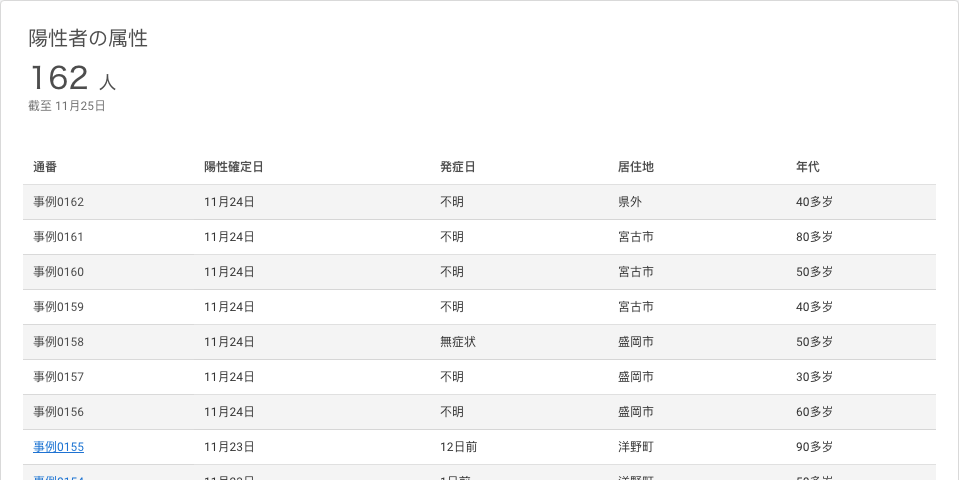 陽性者の属性
162 人
截至 11月25日
通番 陽性確定日 発症日 居住地 年代
事例0162 11月24日 不明 県外 40多岁
事例0161 11月24日 不明 宮古市 80多岁
事例0160 11月24日 不明 宮古市 50多岁
事例0159 11月24日 不明 宮古市 40多岁
事例0158 11月24日 無症状 盛岡市 50多岁
事例0157 11月24日 不明 盛岡市 30多岁
事例0156 11月24日 不明 盛岡市 60多岁
事例0155 11月23日 12日前 洋野町 90多岁